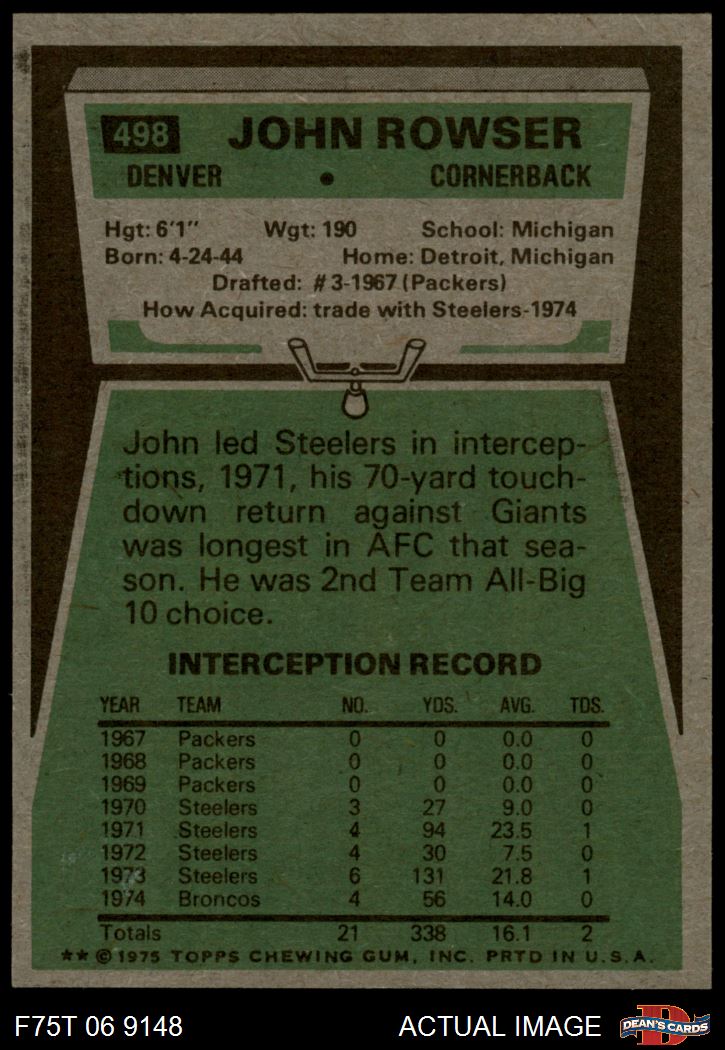 498 JOHN ROWSER
DENVER • CORNERBACK
Hgt: 6'1" Wgt: 190 School: Michigan
Born: 4-24-44 Home: Detroit, Michigan
Drafted: #3-1967 (Packers)
How Acquired: trade with Steelers-1974
John led Steelers in intercep-
tions, 1971, his 70-yard touch-
down return against Giants
was longest in AFC that sea-
son. He was 2nd Team All-Big
10 choice.
INTERCEPTION RECORD
YEAR TEAM NO. YDS. AVG. TDS.
1967 Packers 0 0 0.0 0
1968 Packers 0 0 0.0 0
1969 Packers 0 0 0.0 0
1970 Steelers 3 27 9.0 0
1971 Steelers 4 94 23.5 1
1972 Steelers 4 30 7.5 0
1973 Steelers 6 131 21.8 1
1974 Broncos 4 56 14.0 0
Totals 21 338 16.1 2
**©1975 TOPPS CHEWING GUM, INC. PRTD IN U.S.A.
F75T 06 9148 ACTUAL IMAGE D DEAN'S CARDS